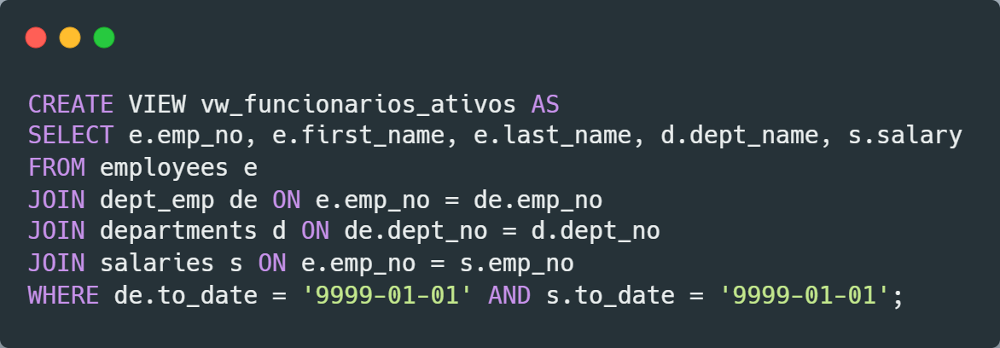 CREATE VIEW vw_funcionarios_ativos AS
SELECT e.emp_no, e.first_name, e.last_name, d.dept_name, s.salary
FROM employees e
JOIN dept_emp de ON e.emp_no = de.emp_no
JOIN departments d ON de.dept_no = d.dept_no
JOIN salaries s ON e.emp_no = s.emp_no
WHERE de.to_date = '9999-01-01' AND s.to_date = '9999-01-01';